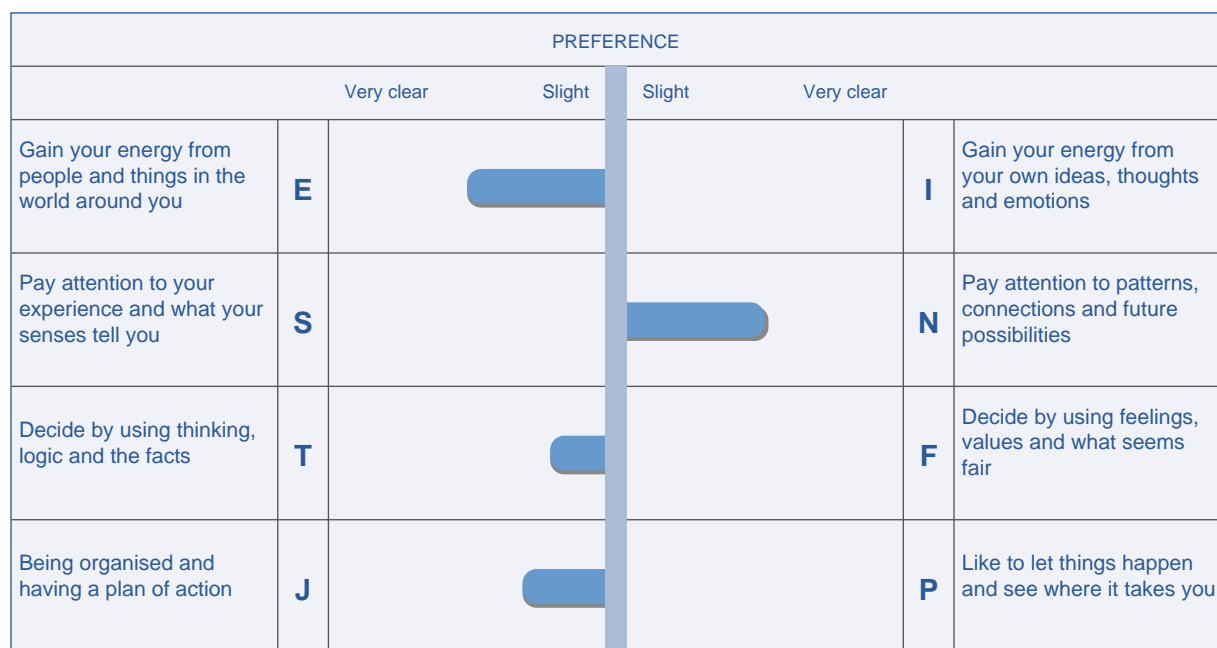 PREFERENCE
Very clear Slight Slight Very clear
Gain your energy from
people and things in the
world around you
E
I
Gain your energy from
your own ideas, thoughts
and emotions
Pay attention to your
experience and what your
senses tell you
S
N
Pay attention to patterns,
connections and future
possibilities
Decide by using thinking,
logic and the facts
T
F
Decide by using feelings,
values and what seems
fair
Being organised and
having a plan of action
J
P
Like to let things happen
and see where it takes you